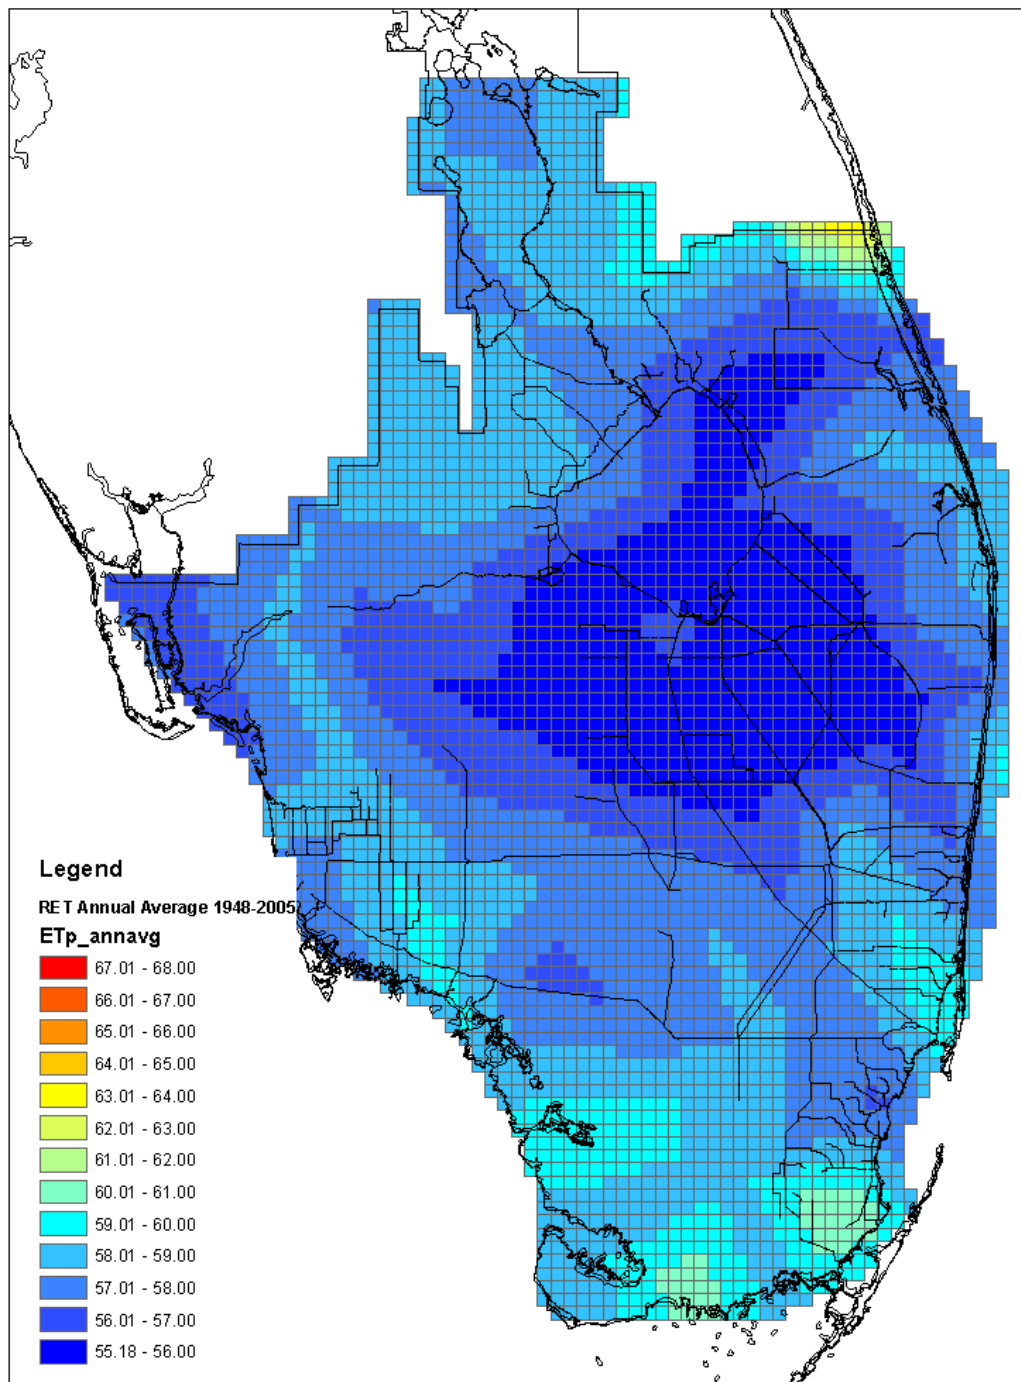 Legend
RET Annual Average 1948-2005
ETp_annavg
67.01 - 68.00
66.01 - 67.00
65.01 - 66.00
64.01 - 65.00
63.01 - 64.00
62.01 - 63.00
61.01 - 62.00
60.01 - 61.00
59.01 - 60.00
58.01 - 59.00
57.01 - 58.00
56.01 - 57.00
55.18 - 56.00